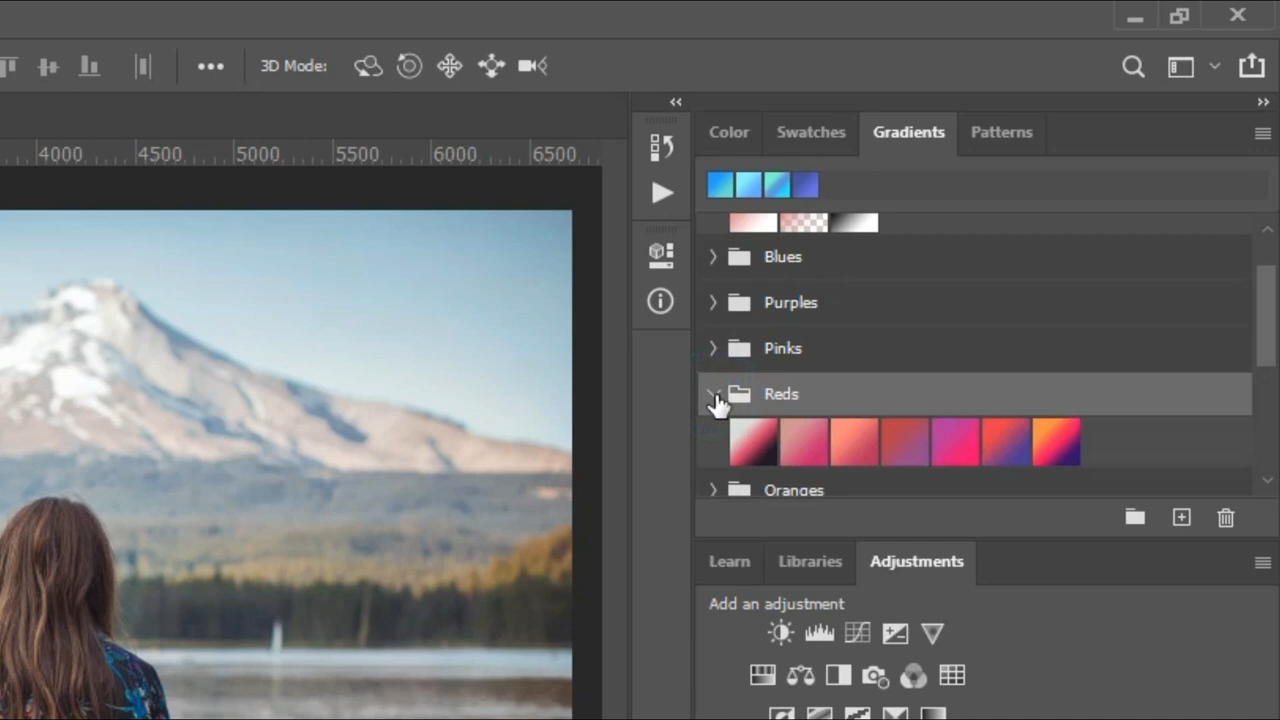 3D Mode:
Color Swatches Gradients Patterns
4000 4500 5000 5500 6000 6500
Blues
Purples
Pinks
Reds
Oranges
Learn Libraries Adjustments
Add an adjustment